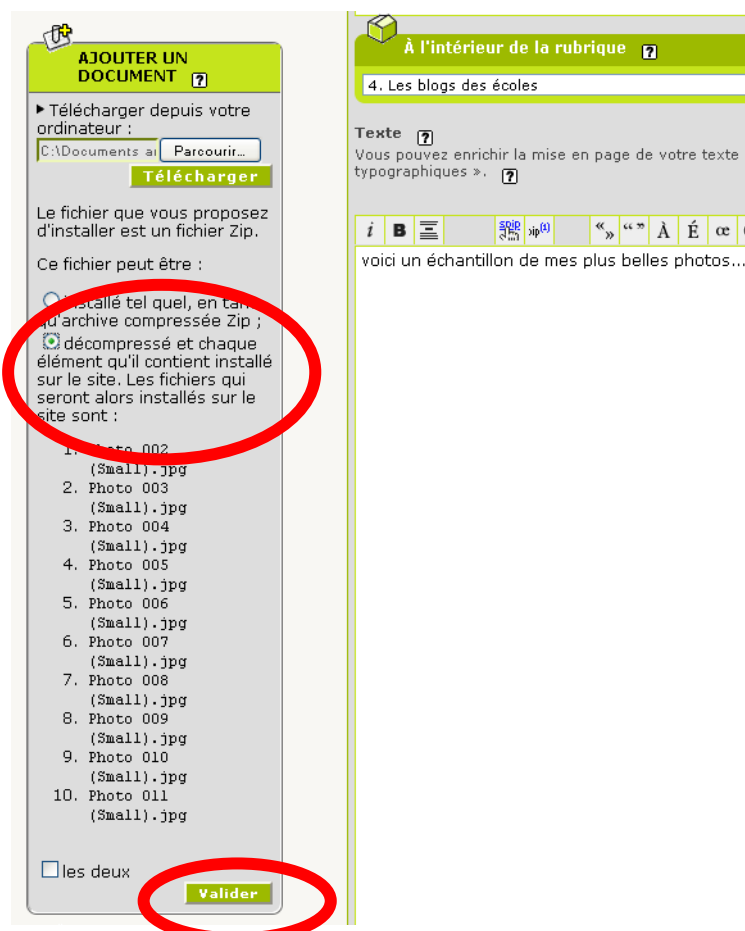 AJOUTER UN
DOCUMENT ?
Télécharger depuis votre
ordinateur :
C:\Documents Parcourir...
Télécharger
Le fichier que vous proposez
d'installer est un fichier Zip.
Ce fichier peut être :
installé tel quel, en
qu'archive compressée Zip ;
décompressé et chaque
élément qu'il contient installé
sur le site. Les fichiers qui
seront alors installés sur le
site sont :
1. Photo 002
(Small).jpg
2. Photo 003
(Small).jpg
3. Photo 004
(Small).jpg
4. Photo 005
(Small).jpg
5. Photo 006
(Small).jpg
6. Photo 007
(Small).jpg
7. Photo 008
(Small).jpg
8. Photo 009
(Small).jpg
9. Photo 010
(Small).jpg
10. Photo 011
(Small).jpg
les deux
Valider
À l'intérieur de la rubrique ?
4. Les blogs des écoles
Texte ?
Vous pouvez enrichir la mise en page de votre texte
typographiques ». ?
i B «» “” À É œ
voici un échantillon de mes plus belles photos...